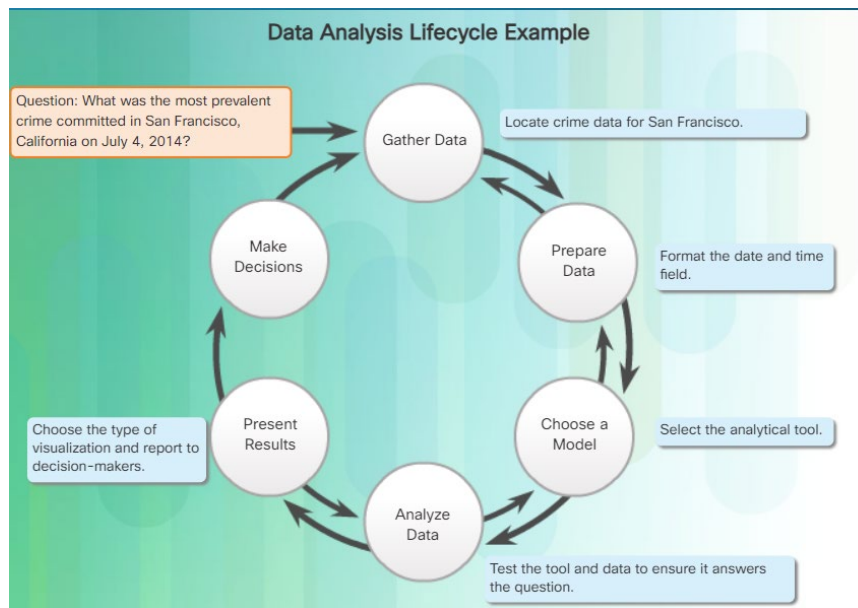 Data Analysis Lifecycle Example
Question: What was the most prevalent
crime committed in San Francisco,
California on July 4, 2014?
Gather Data
Locate crime data for San Francisco.
Make
Decisions
Prepare
Data
Format the date and time
field.
Choose the type of
visualization and report to
decision-makers.
Present
Results
Choose a
Model
Select the analytical tool.
Analyze
Data
Test the tool and data to ensure it answers
the question.